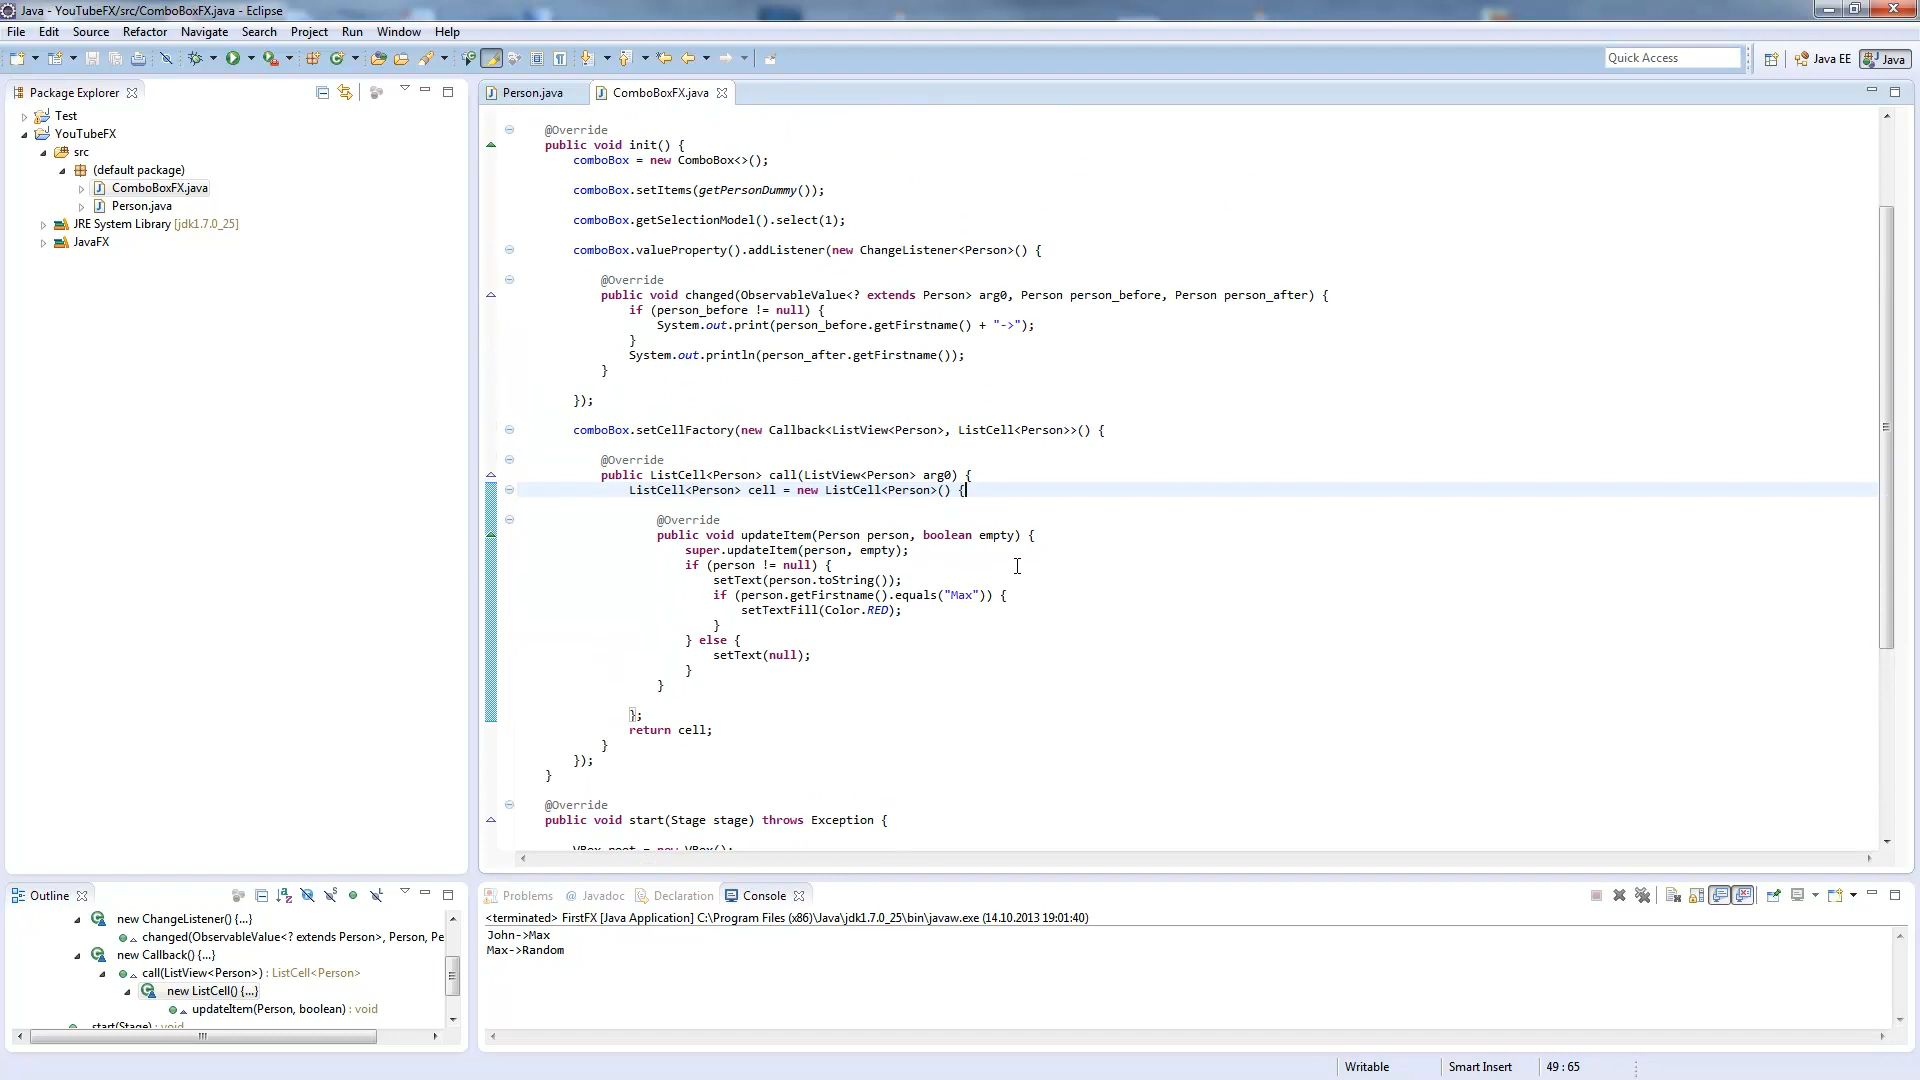 Java - YouTubeFX/src/ComboBoxFX.java - Eclipse
File Edit Source Refactor Navigate Search Project Run Window Help
Quick Access
Java EE
Java
Package Explorer
Test
YouTubeFX
src
(default package)
ComboBoxFX.java
Person.java
JRE System Library [jdk1.7.0_25]
JavaFX
Person.java
ComboBoxFX.java
@Override
public void init() {
comboBox = new ComboBox<>();
comboBox.setItems(getPersonDummy());
comboBox.getSelectionModel().select(1);
comboBox.valueProperty().addListener(new ChangeListener<Person>() {
@Override
public void changed(ObservableValue<? extends Person> arg0, Person person_before, Person person_after) {
if (person_before != null) {
System.out.print(person_before.getFirstname() + "->");
}
System.out.println(person_after.getFirstname());
}
});
comboBox.setCellFactory(new Callback<ListView<Person>, ListCell<Person>>() {
@Override
public ListCell<Person> call(ListView<Person> arg0) {
ListCell<Person> cell = new ListCell<Person>() {
@Override
public void updateItem(Person person, boolean empty) {
super.updateItem(person, empty);
if (person != null) {
setText(person.toString());
if (person.getFirstname().equals("Max")) {
setTextFill(Color.RED);
}
} else {
setText(null);
}
}
};
return cell;
}
});
}
@Override
public void start(Stage stage) throws Exception {
VBox root = new VBox();
Outline
new ChangeListener() {...}
changed(ObservableValue<? extends Person>, Person, Pe
new Callback() {...}
call(ListView<Person>) : ListCell<Person>
new ListCell() {...}
updateItem(Person, boolean) : void
start(Stage) : void
Problems
@ Javadoc
Declaration
Console
<terminated> FirstFX [Java Application] C:\Program Files (x86)\Java\jdk1.7.0_25\bin\javaw.exe (14.10.2013 19:01:40)
John->Max
Max->Random
Writable
Smart Insert
49 : 65